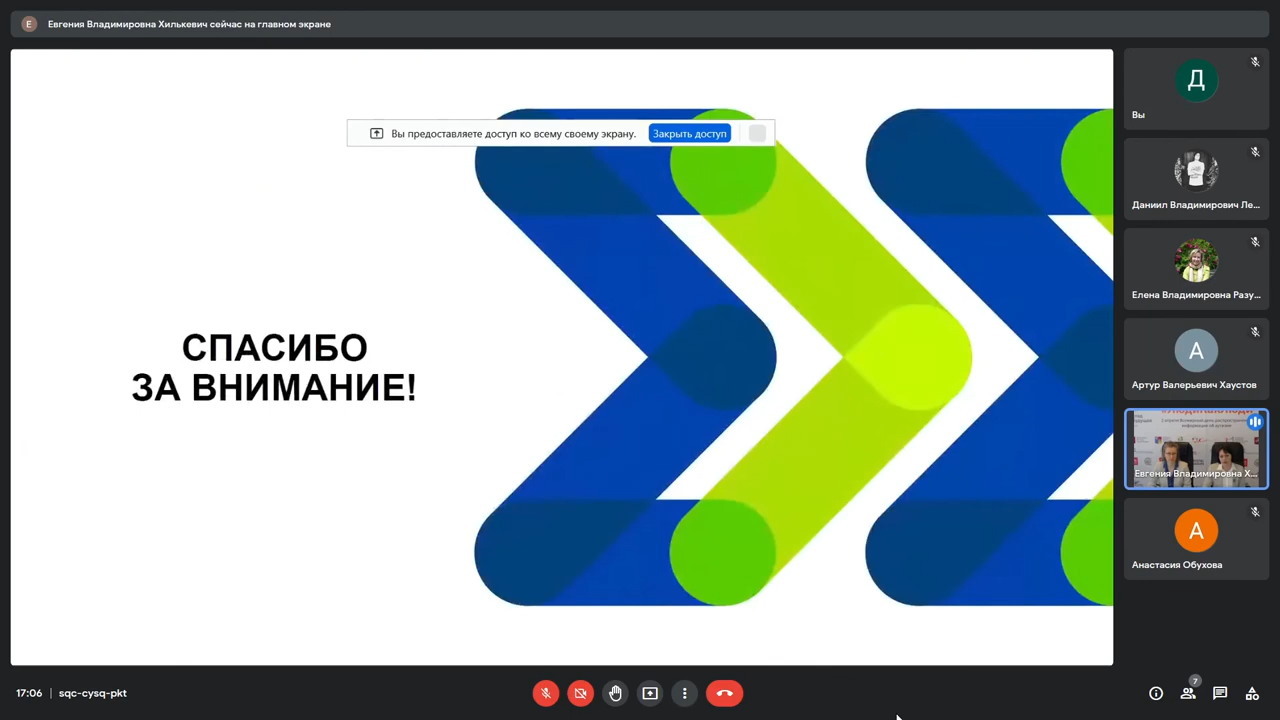 Е
Евгения Владимировна Хилькевич сейчас на главном экране
Вы предоставляете доступ ко всему своему экрану.
Закрыть доступ
СПАСИБО
ЗА ВНИМАНИЕ!
Д
Вы
Даниил Владимирович Ле...
Елена Владимировна Разу...
А
Артур Валерьевич Хаустов
Евгения Владимировна Х...
А
Анастасия Обухова
17:06
sqc-cysq-pkt
7